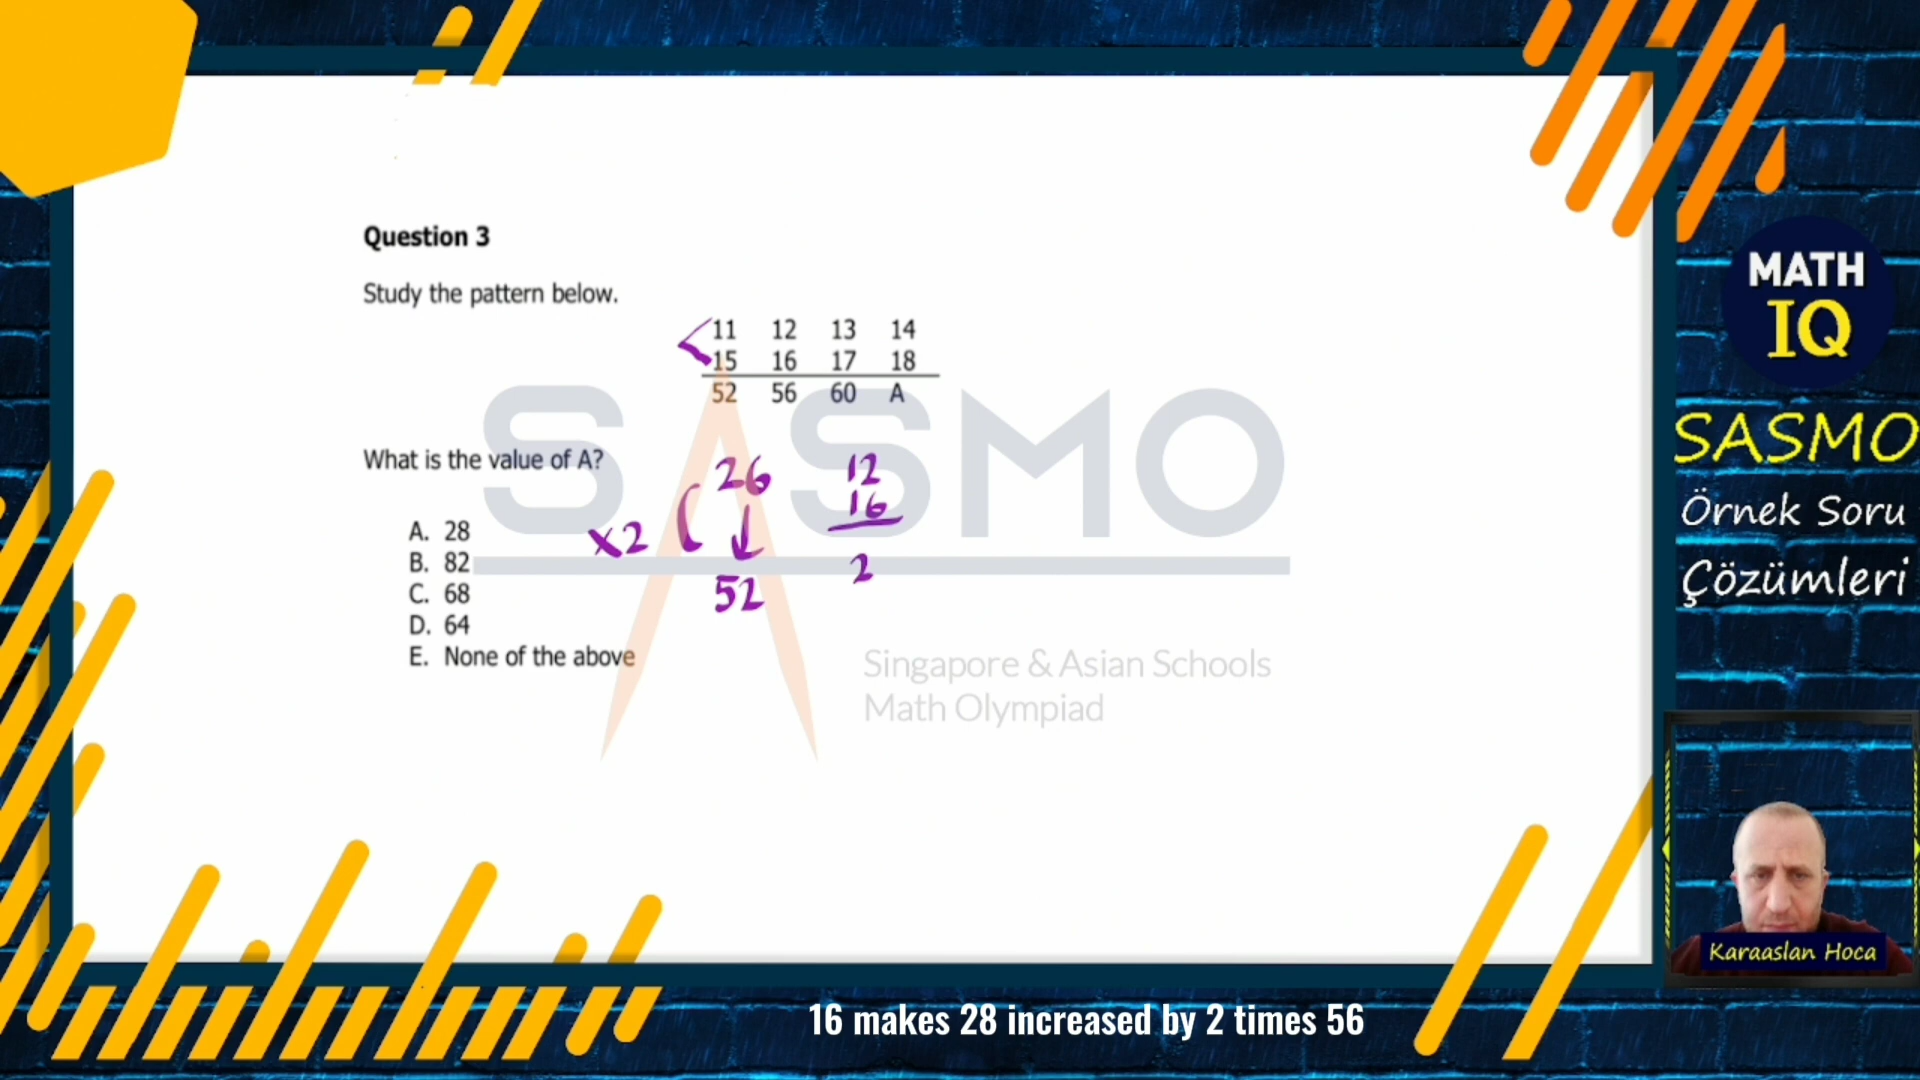 Question 3
Study the pattern below.
11 12 13 14
15 16 17 18
52 56 60 A
What is the value of A?
A. 28
B. 82
C. 68
D. 64
E. None of the above
26
52
x2
12
16
2
SASMO
Singapore & Asian Schools
Math Olympiad
MATH
IQ
SASMO
Örnek Soru
Çözümleri
Karaaslan Hoca
16 makes 28 increased by 2 times 56